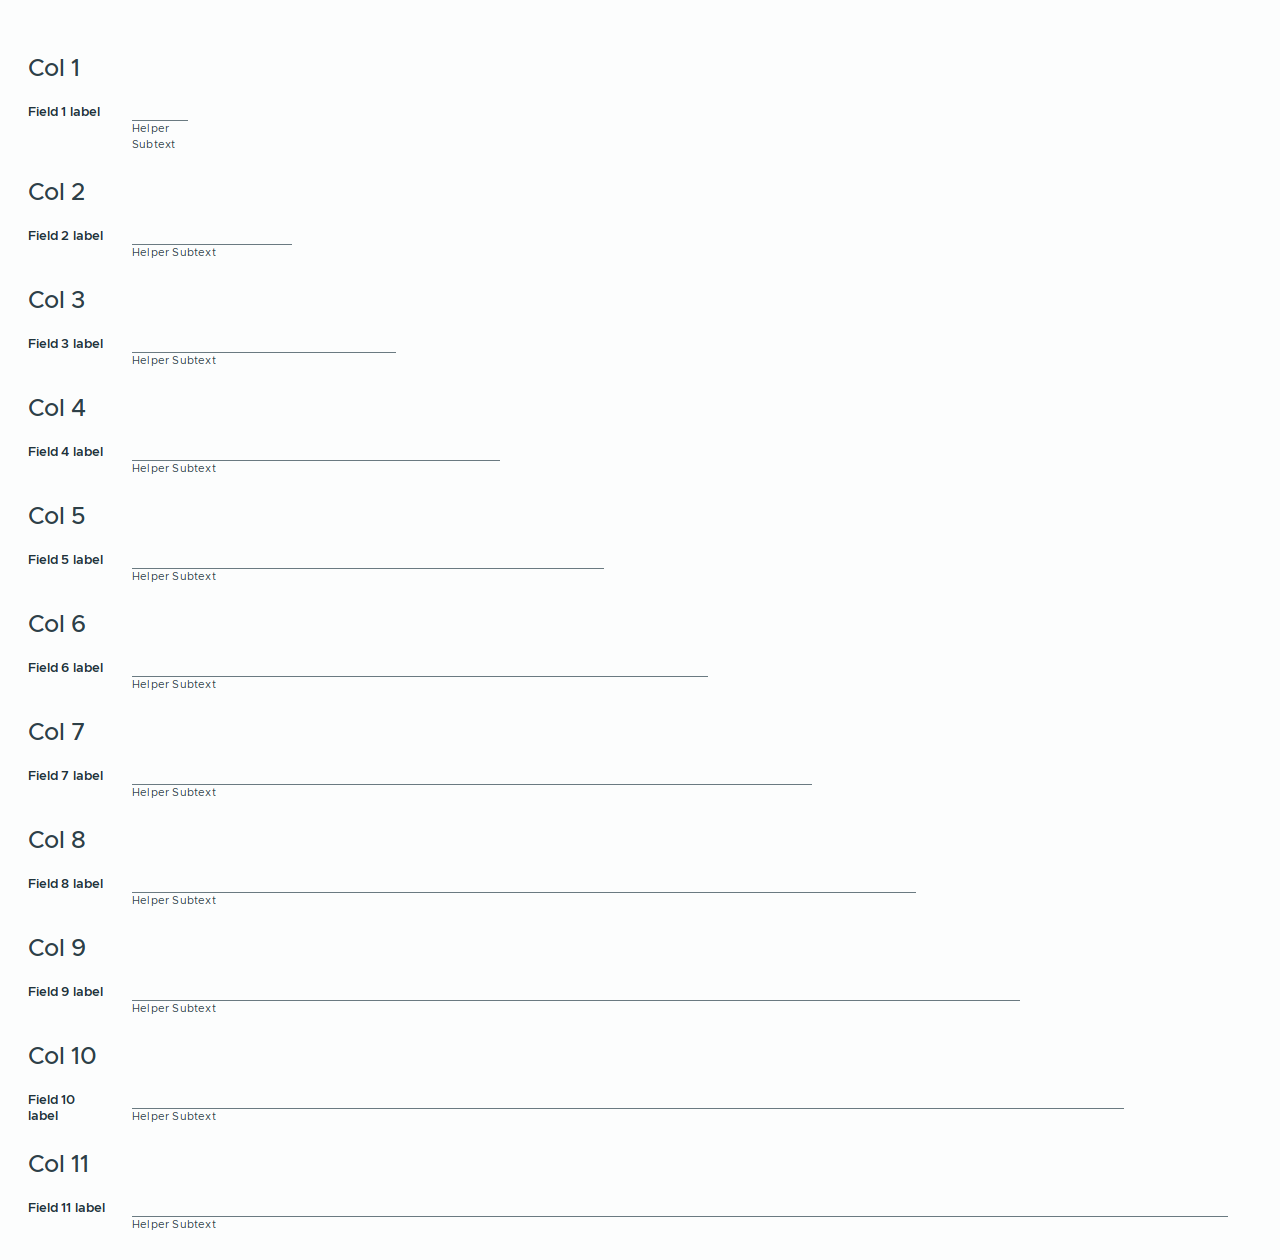 Col 1
Field 1 label
Helper
Subtext
Col 2
Field 2 label
Helper Subtext
Col 3
Field 3 label
Helper Subtext
Col 4
Field 4 label
Helper Subtext
Col 5
Field 5 label
Helper Subtext
Col 6
Field 6 label
Helper Subtext
Col 7
Field 7 label
Helper Subtext
Col 8
Field 8 label
Helper Subtext
Col 9
Field 9 label
Helper Subtext
Col 10
Field 10
label
Helper Subtext
Col 11
Field 11 label
Helper Subtext